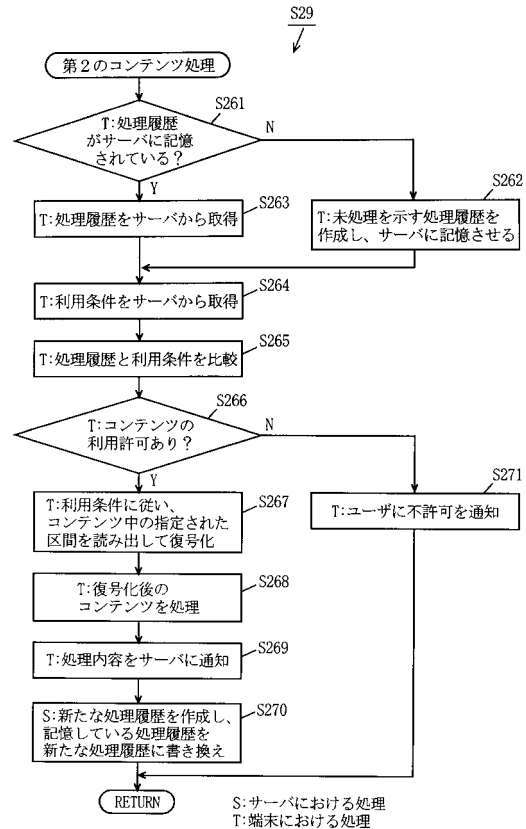 S29
第2のコンテンツ処理
S261
T:処理履歴
がサーバに記憶
されている?
N
Y
S262
T:未処理を示す処理履歴を
作成し、サーバに記憶させる
S263
T:処理履歴をサーバから取得
S264
T:利用条件をサーバから取得
S265
T:処理履歴と利用条件を比較
S266
T:コンテンツの
利用許可あり?
N
Y
S271
T:ユーザに不許可を通知
S267
T:利用条件に従い、
コンテンツ中の指定された
区間を読み出して復号化
S268
T:復号化後の
コンテンツを処理
S269
T:処理内容をサーバに通知
S270
S:新たな処理履歴を作成し、
記憶している処理履歴を
新たな処理履歴に書き換え
RETURN
S:サーバにおける処理
T:端末における処理